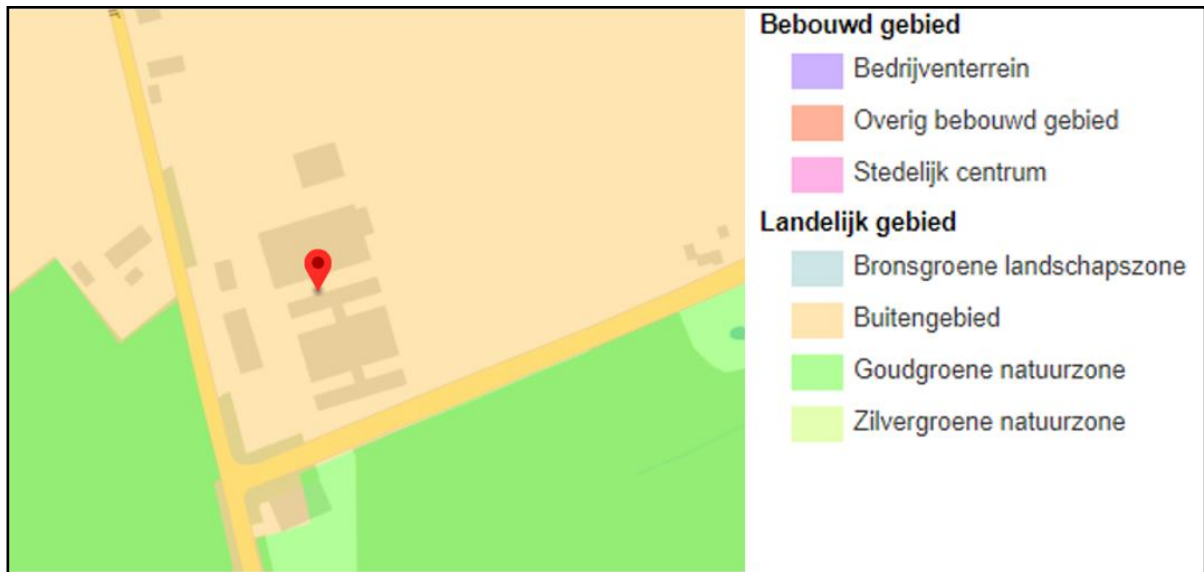 Bebouwd gebied
Bedrijventerrein
Overig bebouwd gebied
Stedelijk centrum
Landelijk gebied
Bronsgroene landschapszone
Buitengebied
Goudgroene natuurzone
Zilvergroene natuurzone